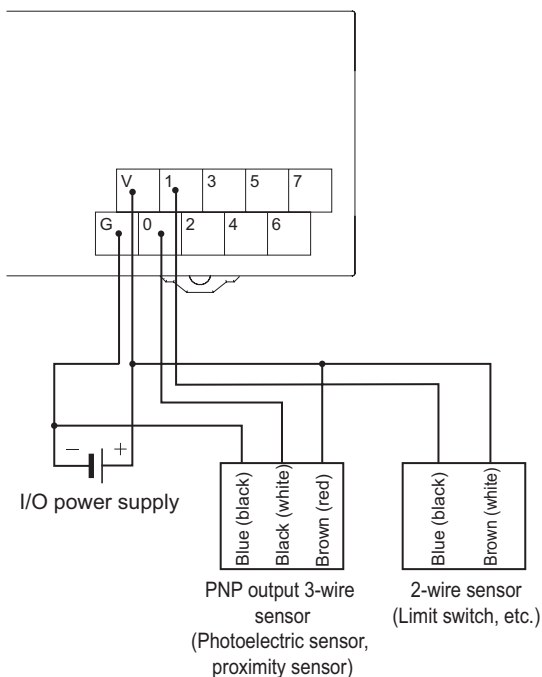 V 1 3 5 7
G 0 2 4 6
− +
I/O power supply
Blue (black)
Black (white)
Brown (red)
Blue (black)
Brown (white)
PNP output 3-wire
sensor
(Photoelectric sensor,
proximity sensor)
2-wire sensor
(Limit switch, etc.)